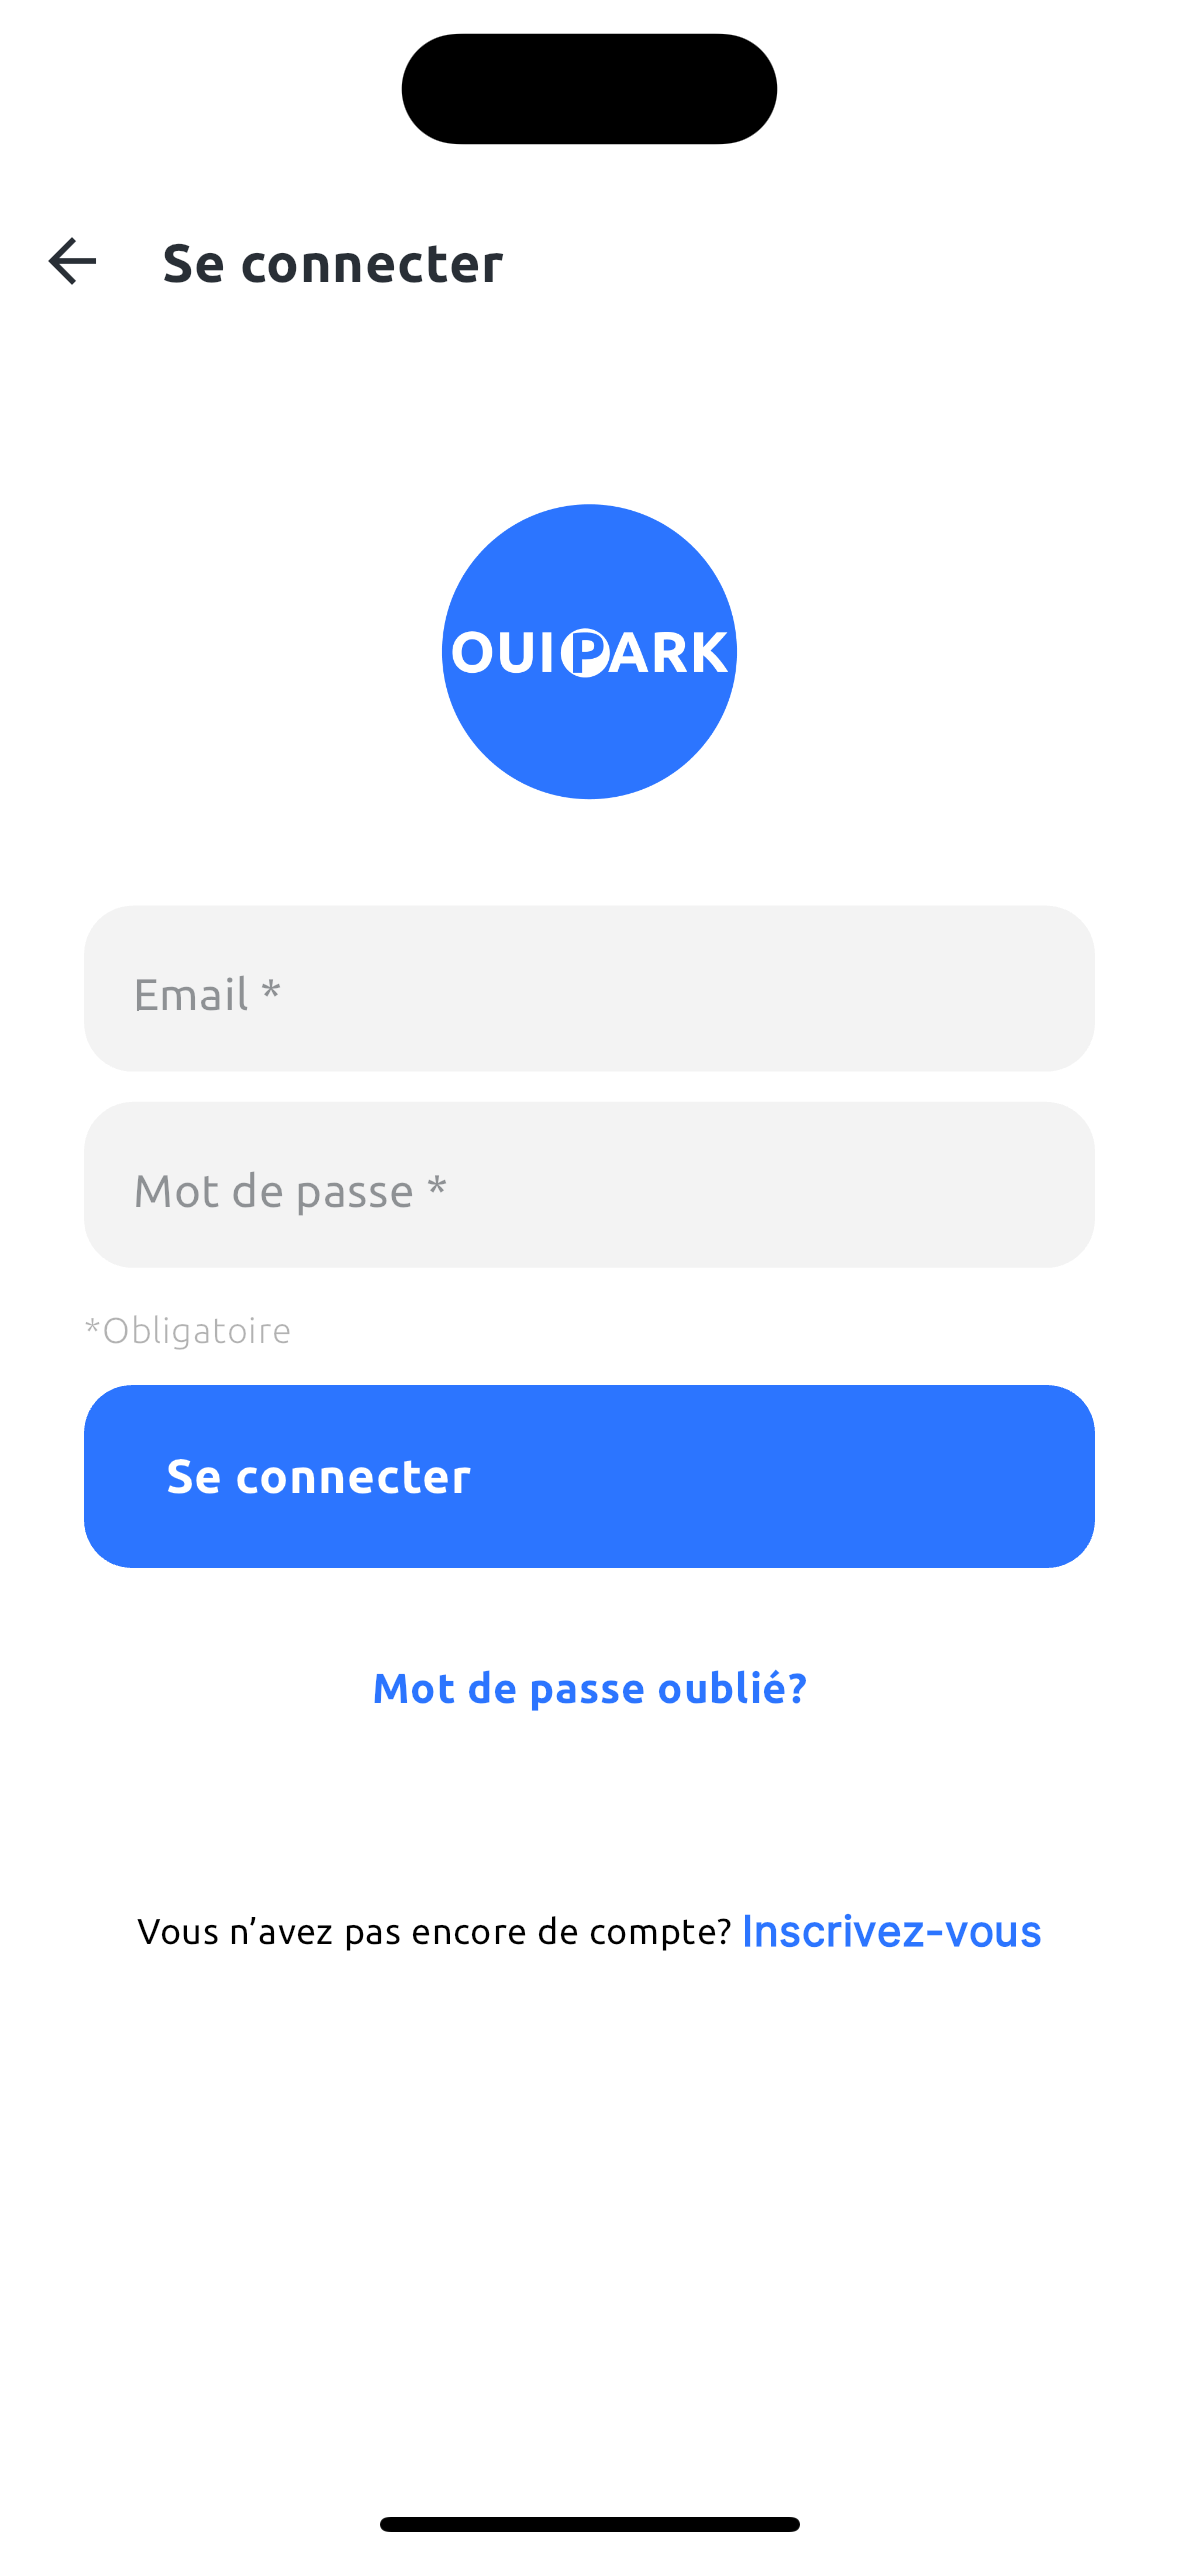 Se connecter
OUIPARK
Email *
Mot de passe *
*Obligatoire
Se connecter
Mot de passe oublié?
Vous n’avez pas encore de compte? Inscrivez-vous